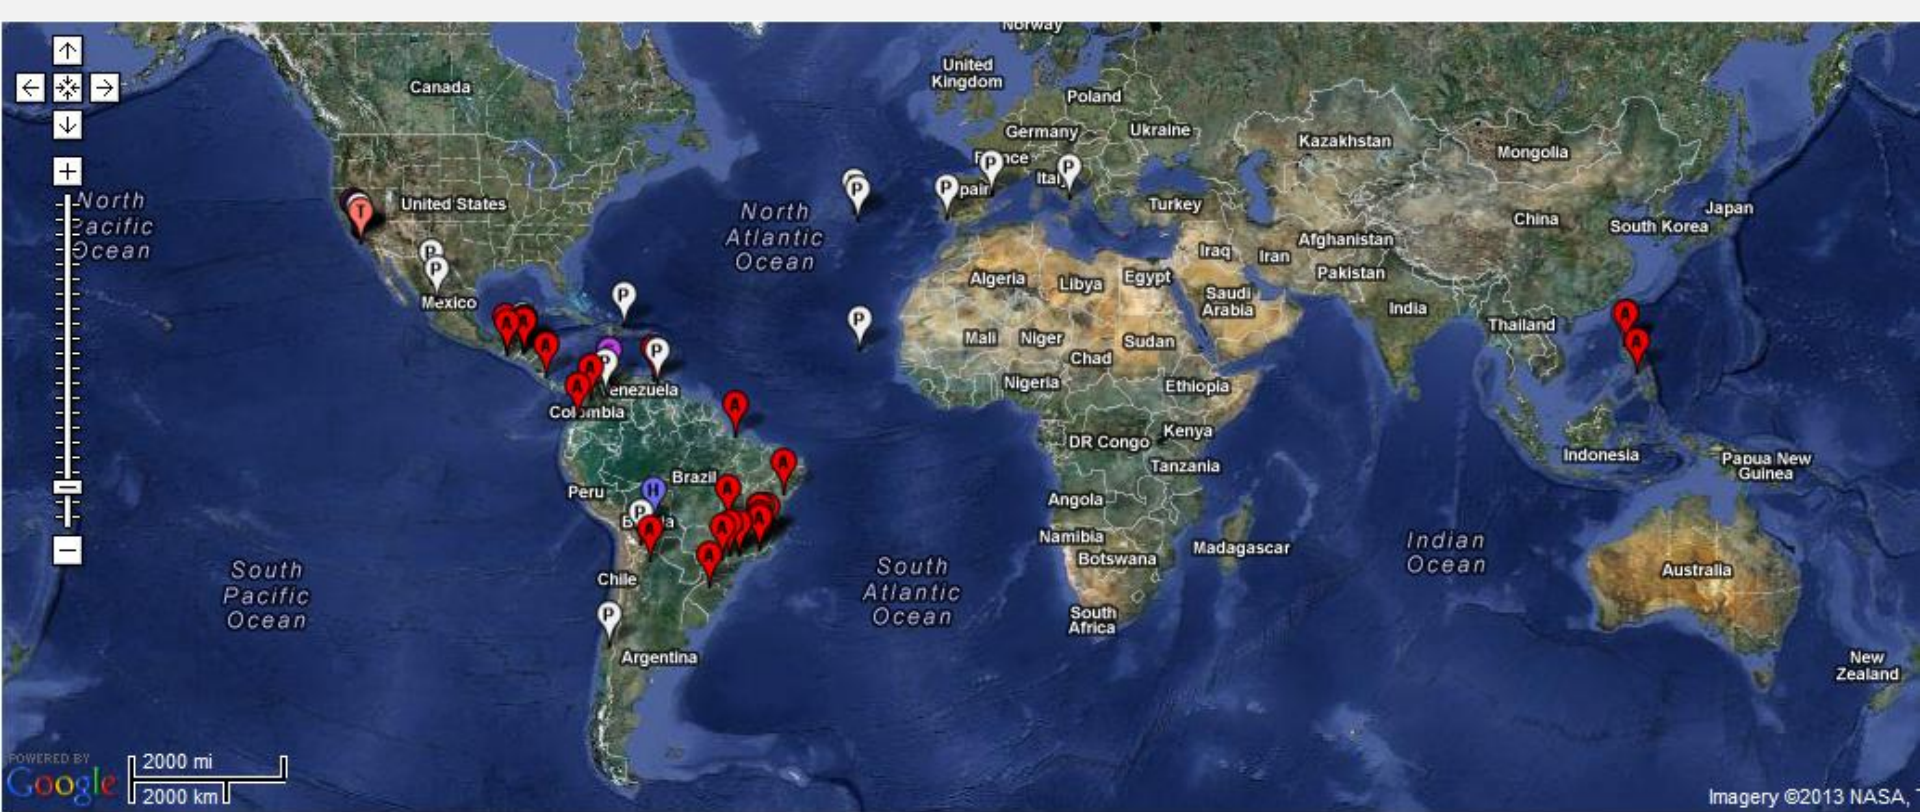 Norway
United
Kingdom
Canada
Poland
Germany
Ukraine
Kazakhstan
Mongolia
P
P
P
P
pair
North
Pacific
Ocean
T
United States
North
Atlantic
Ocean
Turkey
China
Japan
South Korea
Iraq
Iran
Afghanistan
Pakistan
P
P
Mexico
Algeria
Libya
Egypt
Saudi
Arabia
India
Thailand
P
P
A
A
A
A
A
Mali
Niger
Sudan
Chad
Nigeria
Ethiopia
A
A
P
P
enezuela
Colombia
A
DR Congo
Kenya
Tanzania
Indonesia
Papua New
Guinea
A
Brazil
Peru
H
P
A
A
A
A
A
Angola
Namibia
Botswana
Madagascar
Indian
Ocean
Australia
South
Pacific
Ocean
South
Atlantic
Ocean
Chile
P
South
Africa
Argentina
New
Zealand
POWERED BY
Google
2000 mi
2000 km
Imagery ©2013 NASA,